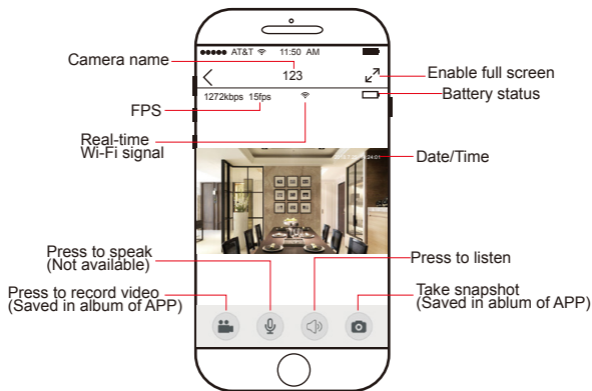 AT&T 11:50 AM
Camera name
123
Enable full screen
1272kbps 15fps
Battery status
FPS
Real-time
Wi-Fi signal
Date/Time
Press to speak
(Not available)
Press to listen
Press to record video
(Saved in album of APP)
Take snapshot
(Saved in ablum of APP)